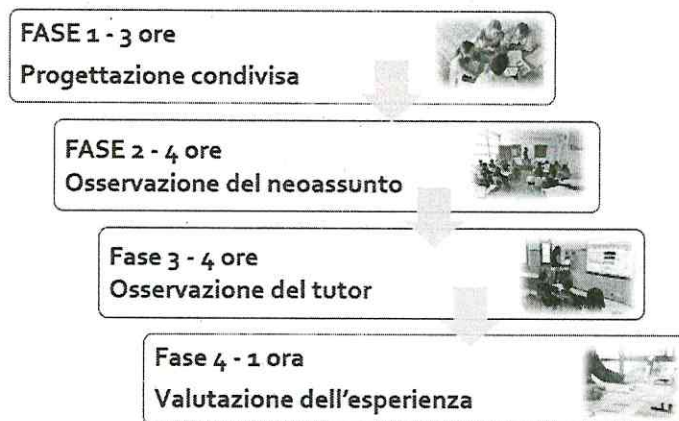 FASE 1 - 3 ore
Progettazione condivisa
FASE 2 - 4 ore
Osservazione del neoassunto
Fase 3 - 4 ore
Osservazione del tutor
Fase 4 - 1 ora
Valutazione dell'esperienza